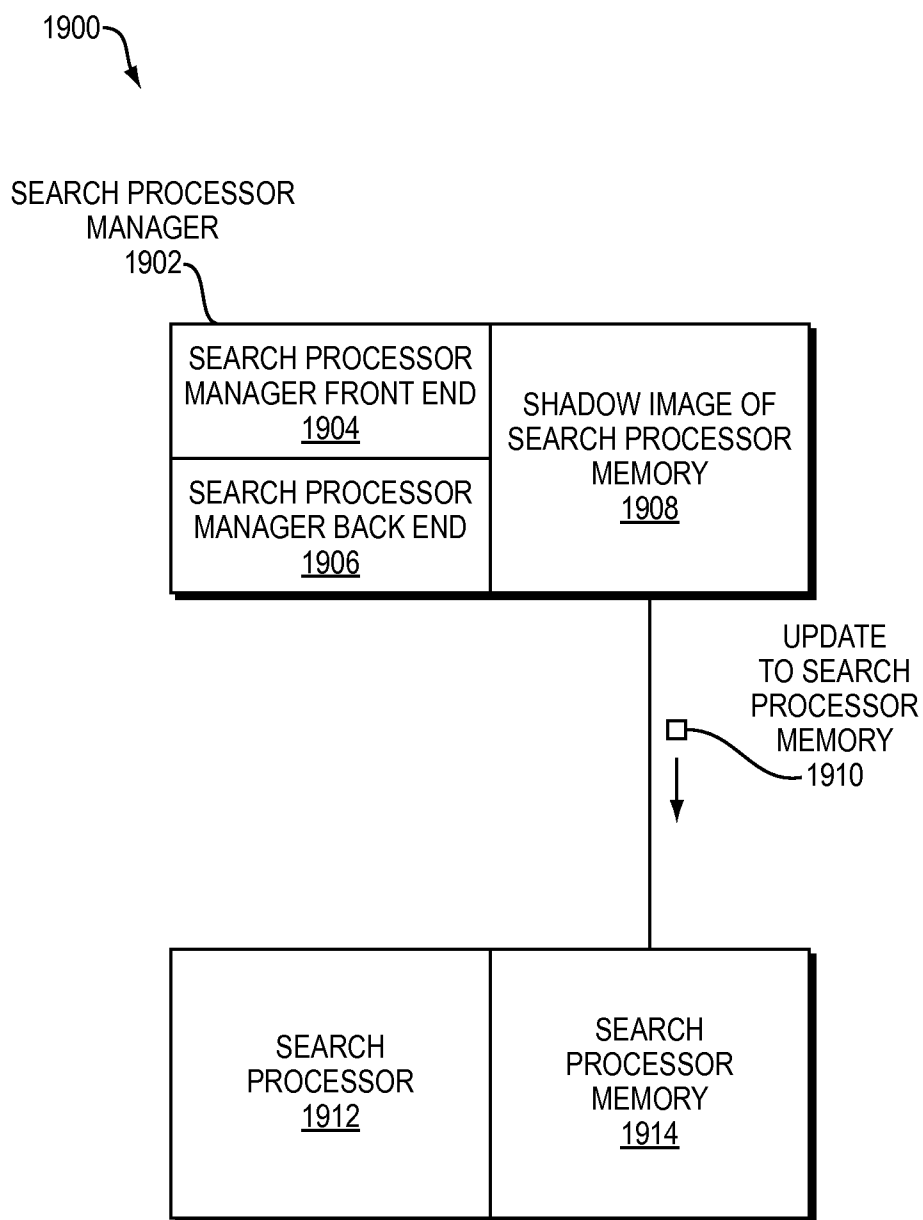 1900
SEARCH PROCESSOR
MANAGER
1902
SEARCH PROCESSOR
MANAGER FRONT END
1904
SEARCH PROCESSOR
MANAGER BACK END
1906
SHADOW IMAGE OF
SEARCH PROCESSOR
MEMORY
1908
UPDATE
TO SEARCH
PROCESSOR
MEMORY
1910
SEARCH
PROCESSOR
1912
SEARCH
PROCESSOR
MEMORY
1914